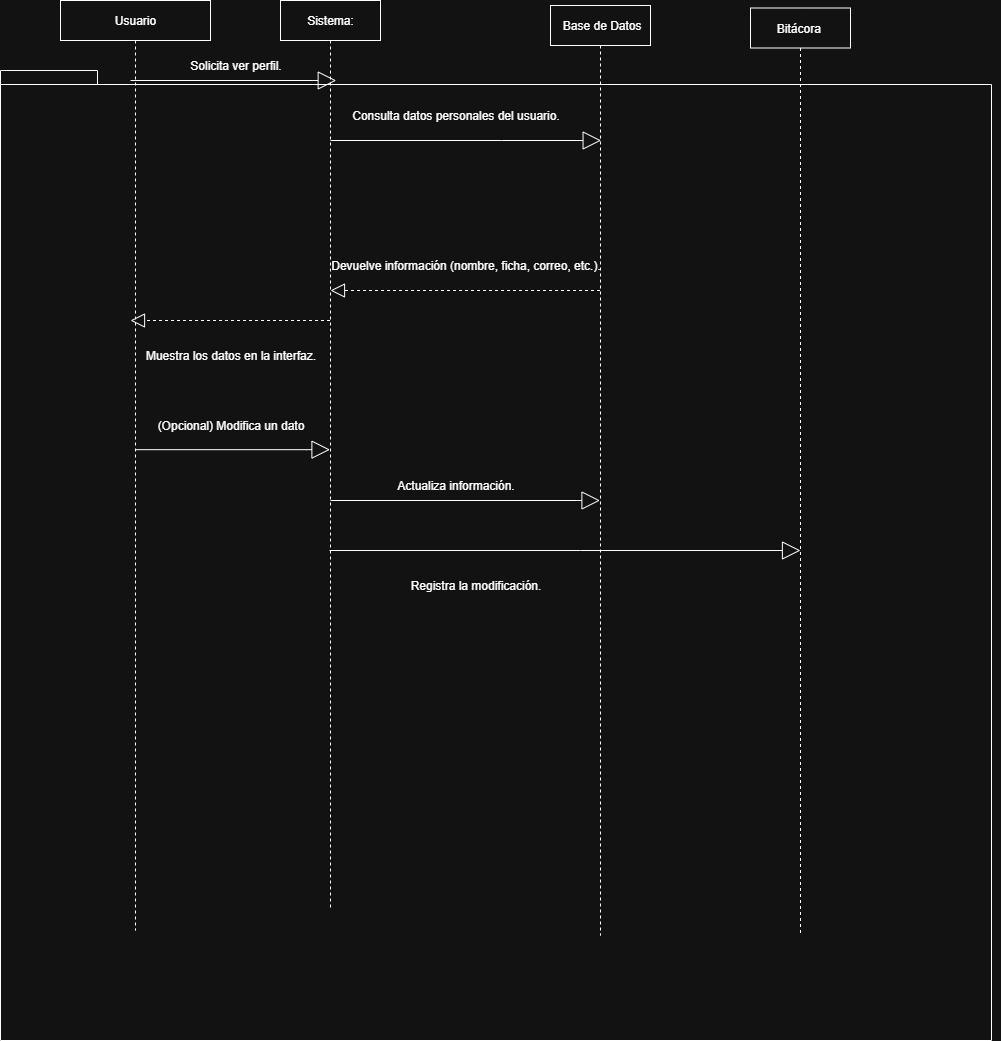 Usuario
Sistema:
Base de Datos
Bitácora
Solicita ver perfil.
Consulta datos personales del usuario.
Devuelve información (nombre, ficha, correo, etc.).
Muestra los datos en la interfaz.
(Opcional) Modifica un dato
Actualiza información.
Registra la modificación.